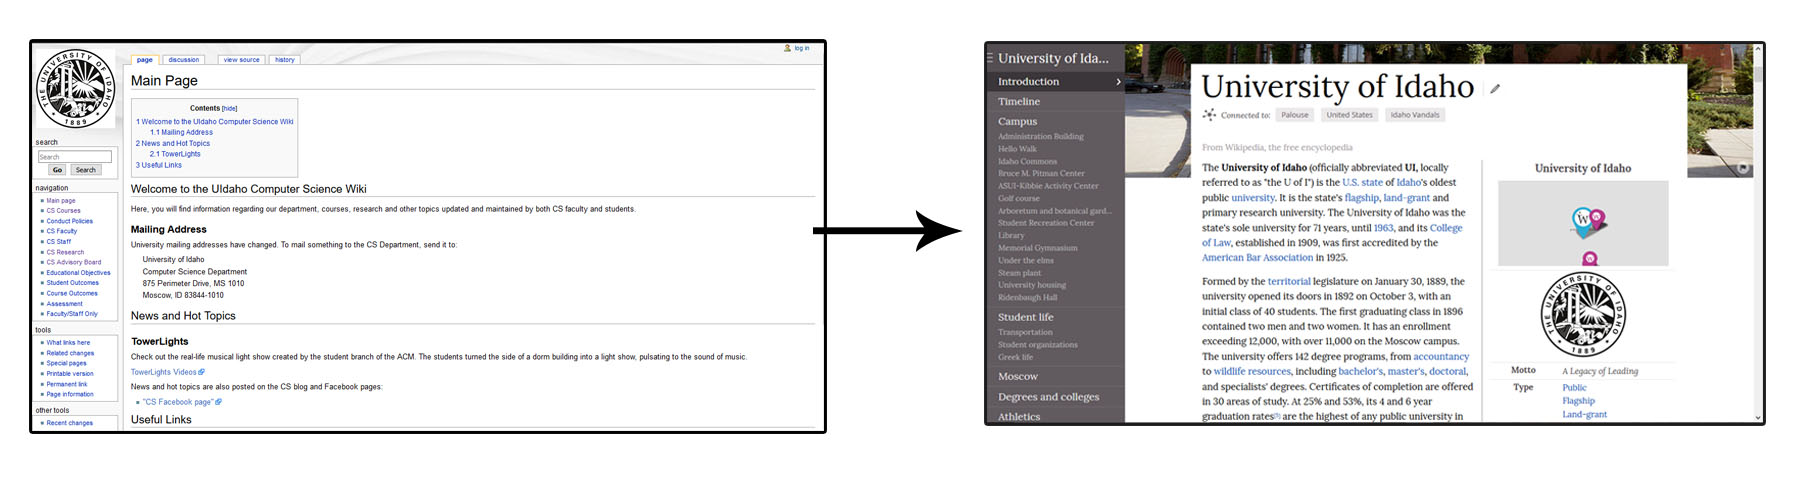 THE UNIVERSITY OF IDAHO
1889
log in
page
discussion
view source
history
Main Page
Contents [hide]
1 Welcome to the UIdaho Computer Science Wiki
1.1 Mailing Address
2 News and Hot Topics
2.1 TowerLights
3 Useful Links
search
Search
Go
Search
navigation
Main page
CS Courses
Conduct Policies
CS Faculty
CS Staff
CS Research
CS Advisory Board
Educational Objectives
Student Outcomes
Course Outcomes
Assessment
Faculty/Staff Only
tools
What links here
Related changes
Special pages
Printable version
Permanent link
Page information
other tools
Recent changes
Welcome to the UIdaho Computer Science Wiki
Here, you will find information regarding our department, courses, research and other topics updated and maintained by both CS faculty and students.
Mailing Address
University mailing addresses have changed. To mail something to the CS Department, send it to:
University of Idaho
Computer Science Department
875 Perimeter Drive, MS 1010
Moscow, ID 83844-1010
News and Hot Topics
TowerLights
Check out the real-life musical light show created by the student branch of the ACM. The students turned the side of a dorm building into a light show, pulsating to the sound of music.
TowerLights Videos
News and hot topics are also posted on the CS blog and Facebook pages:
"CS Facebook page"
Useful Links
University of Ida...
Introduction
Timeline
Campus
Administration Building
Hello Walk
Idaho Commons
Bruce M. Pitman Center
ASUI-Kibbie Activity Center
Golf course
Arboretum and botanical gard...
Student Recreation Center
Library
Memorial Gymnasium
Under the elms
Steam plant
University housing
Ridenbaugh Hall
Student life
Transportation
Student organizations
Greek life
Moscow
Degrees and colleges
Athletics
University of Idaho
Connected to: Palouse United States Idaho Vandals
From Wikipedia, the free encyclopedia
The University of Idaho (officially abbreviated UI, locally
referred to as "the U of I") is the U.S. state of Idaho's oldest
public university. It is the state's flagship, land-grant and
primary research university. The University of Idaho was the
state's sole university for 71 years, until 1963, and its College
of Law, established in 1909, was first accredited by the
American Bar Association in 1925.
Formed by the territorial legislature on January 30, 1889, the
university opened its doors in 1892 on October 3, with an
initial class of 40 students. The first graduating class in 1896
contained two men and two women. It has an enrollment
exceeding 12,000, with over 11,000 on the Moscow campus.
The university offers 142 degree programs, from accountancy
to wildlife resources, including bachelor's, master's, doctoral,
and specialists' degrees. Certificates of completion are offered
in 30 areas of study. At 25% and 53%, its 4 and 6 year
graduation rates are the highest of any public university in
University of Idaho
W
THE UNIVERSITY OF IDAHO
1889
Motto A Legacy of Leading
Type Public
Flagship
Land-grant